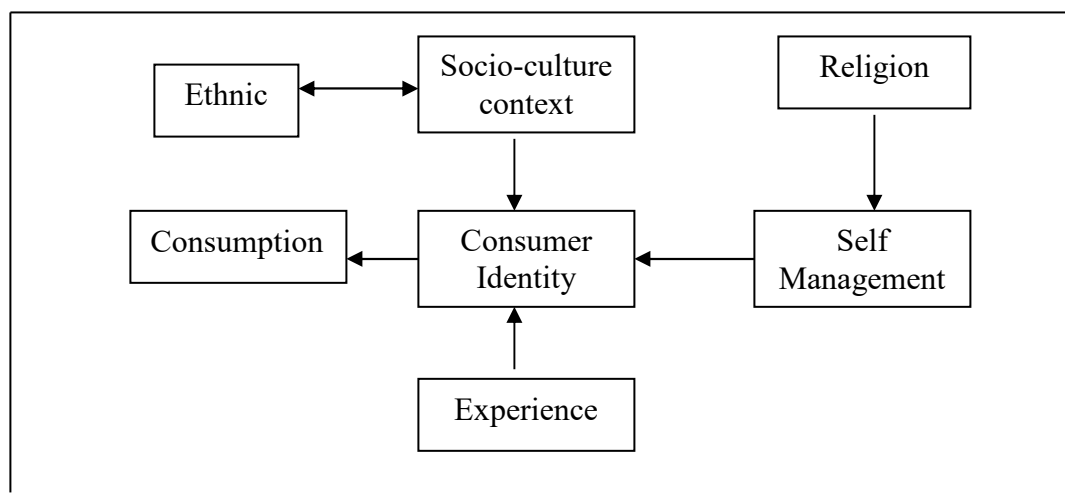 Ethnic
Socio-culture
context
Religion
Consumption
Consumer
Identity
Self
Management
Experience